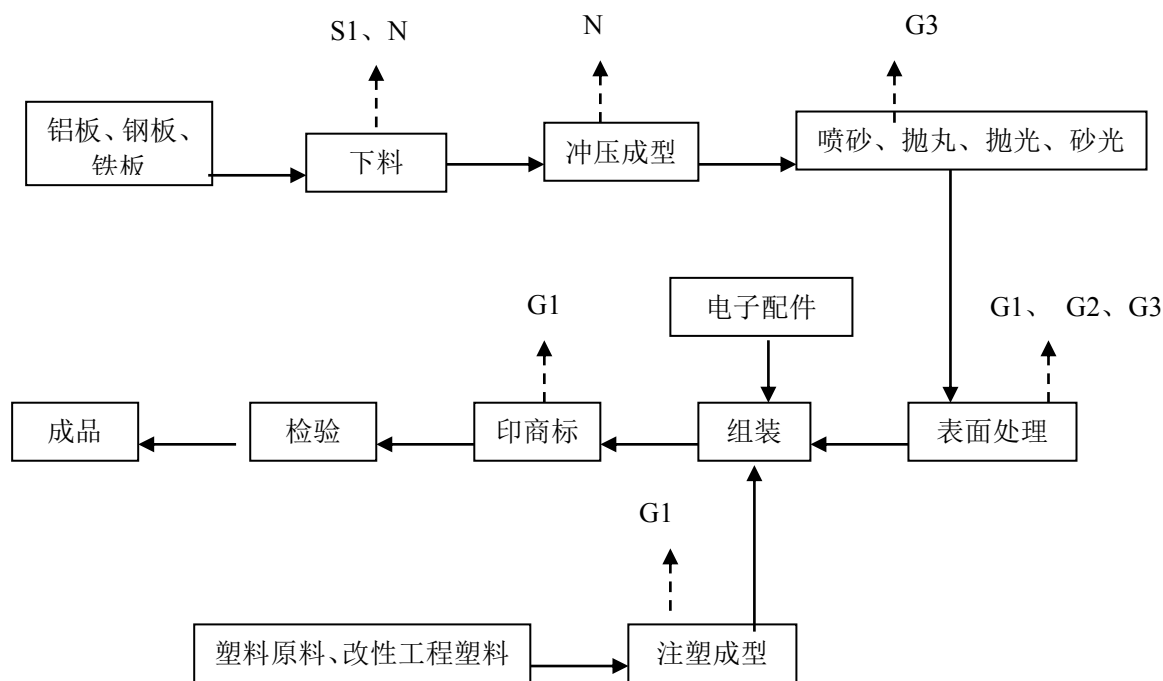 S1、N
N
G3
铝板、钢板、
铁板
下料
冲压成型
喷砂、抛丸、抛光、砂光
G1
电子配件
G1、 G2、G3
成品
检验
印商标
组装
表面处理
G1
塑料原料、改性工程塑料
注塑成型